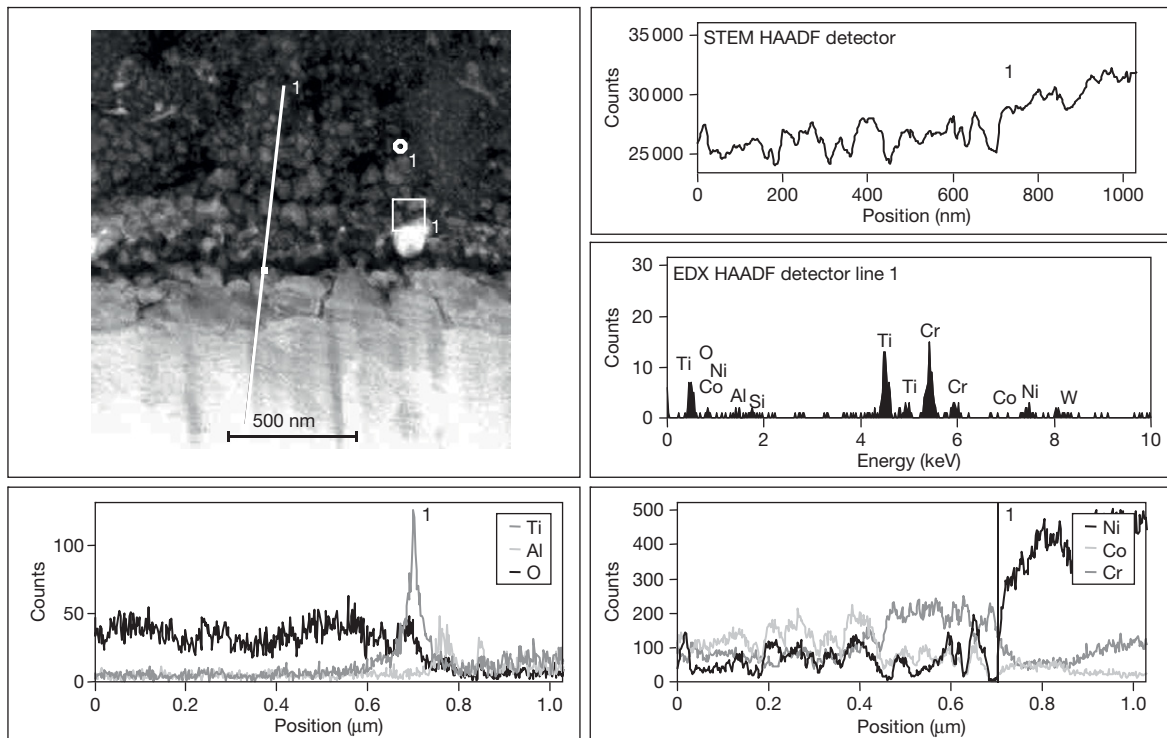 1
1
1
500 nm
STEM HAADF detector
1
35 000
30 000
25 000
Counts
0 200 400 600 800 1000
Position (nm)
EDX HAADF detector line 1
30
20
10
0
Counts
Ti O Ni Co Al Si Ti Ti Cr Cr Co Ni W
0 2 4 6 8 10
Energy (keV)
1
Ti
Al
O
100
50
0
Counts
0 0.2 0.4 0.6 0.8 1.0
Position (μm)
1
Ni
Co
Cr
500
400
300
200
100
0
Counts
0 0.2 0.4 0.6 0.8 1.0
Position (μm)